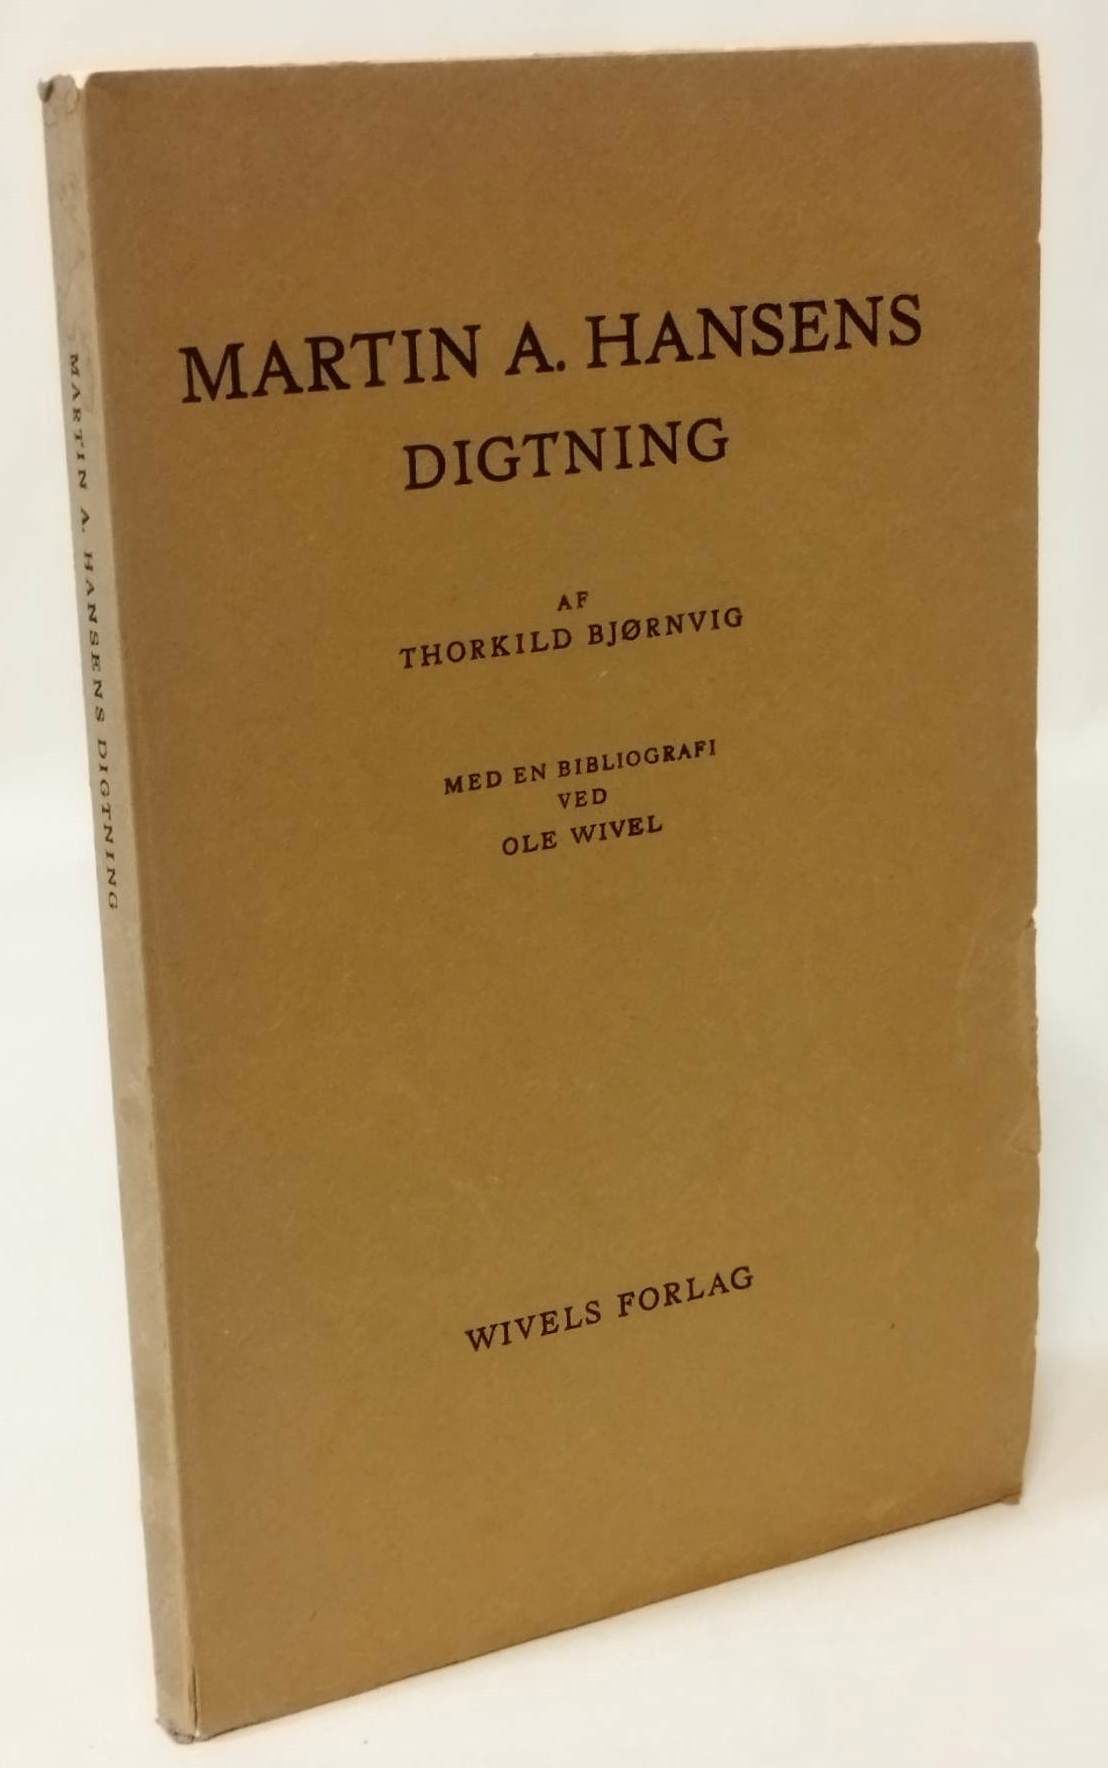 MARTIN A. HANSENS
DIGTNING
AF
THORKILD BJØRNVIG
MED EN BIBLIOGRAFI
VED
OLE WIVEL
WIVELS FORLAG
MARTIN A. HANSENS DIGTNING